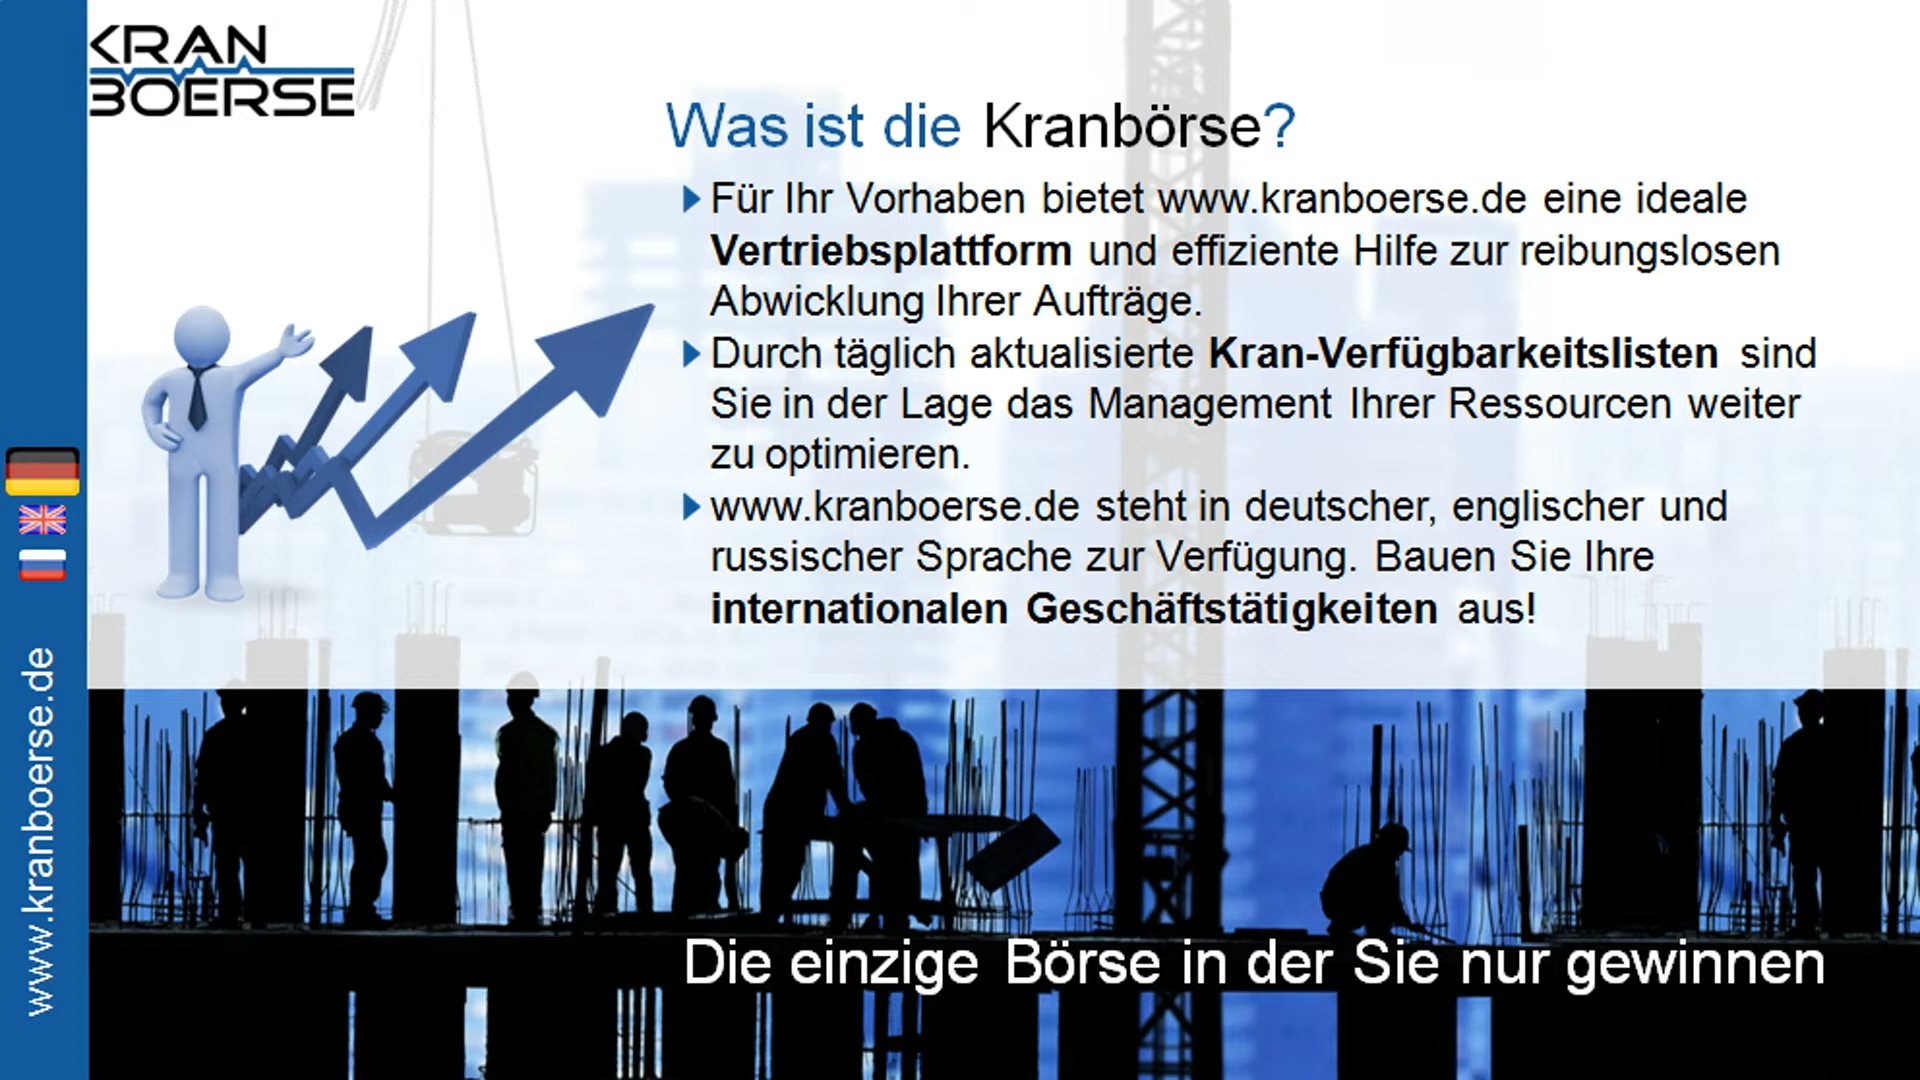 KRAN
BOERSE
Was ist die Kranbörse?
Für Ihr Vorhaben bietet www.kranboerse.de eine ideale
Vertriebsplattform und effiziente Hilfe zur reibungslosen
Abwicklung Ihrer Aufträge.
Durch täglich aktualisierte Kran-Verfügbarkeitslisten sind
Sie in der Lage das Management Ihrer Ressourcen weiter
zu optimieren.
www.kranboerse.de steht in deutscher, englischer und
russischer Sprache zur Verfügung. Bauen Sie Ihre
internationalen Geschäftstätigkeiten aus!
www.kranboerse.de
Die einzige Börse in der Sie nur gewinnen